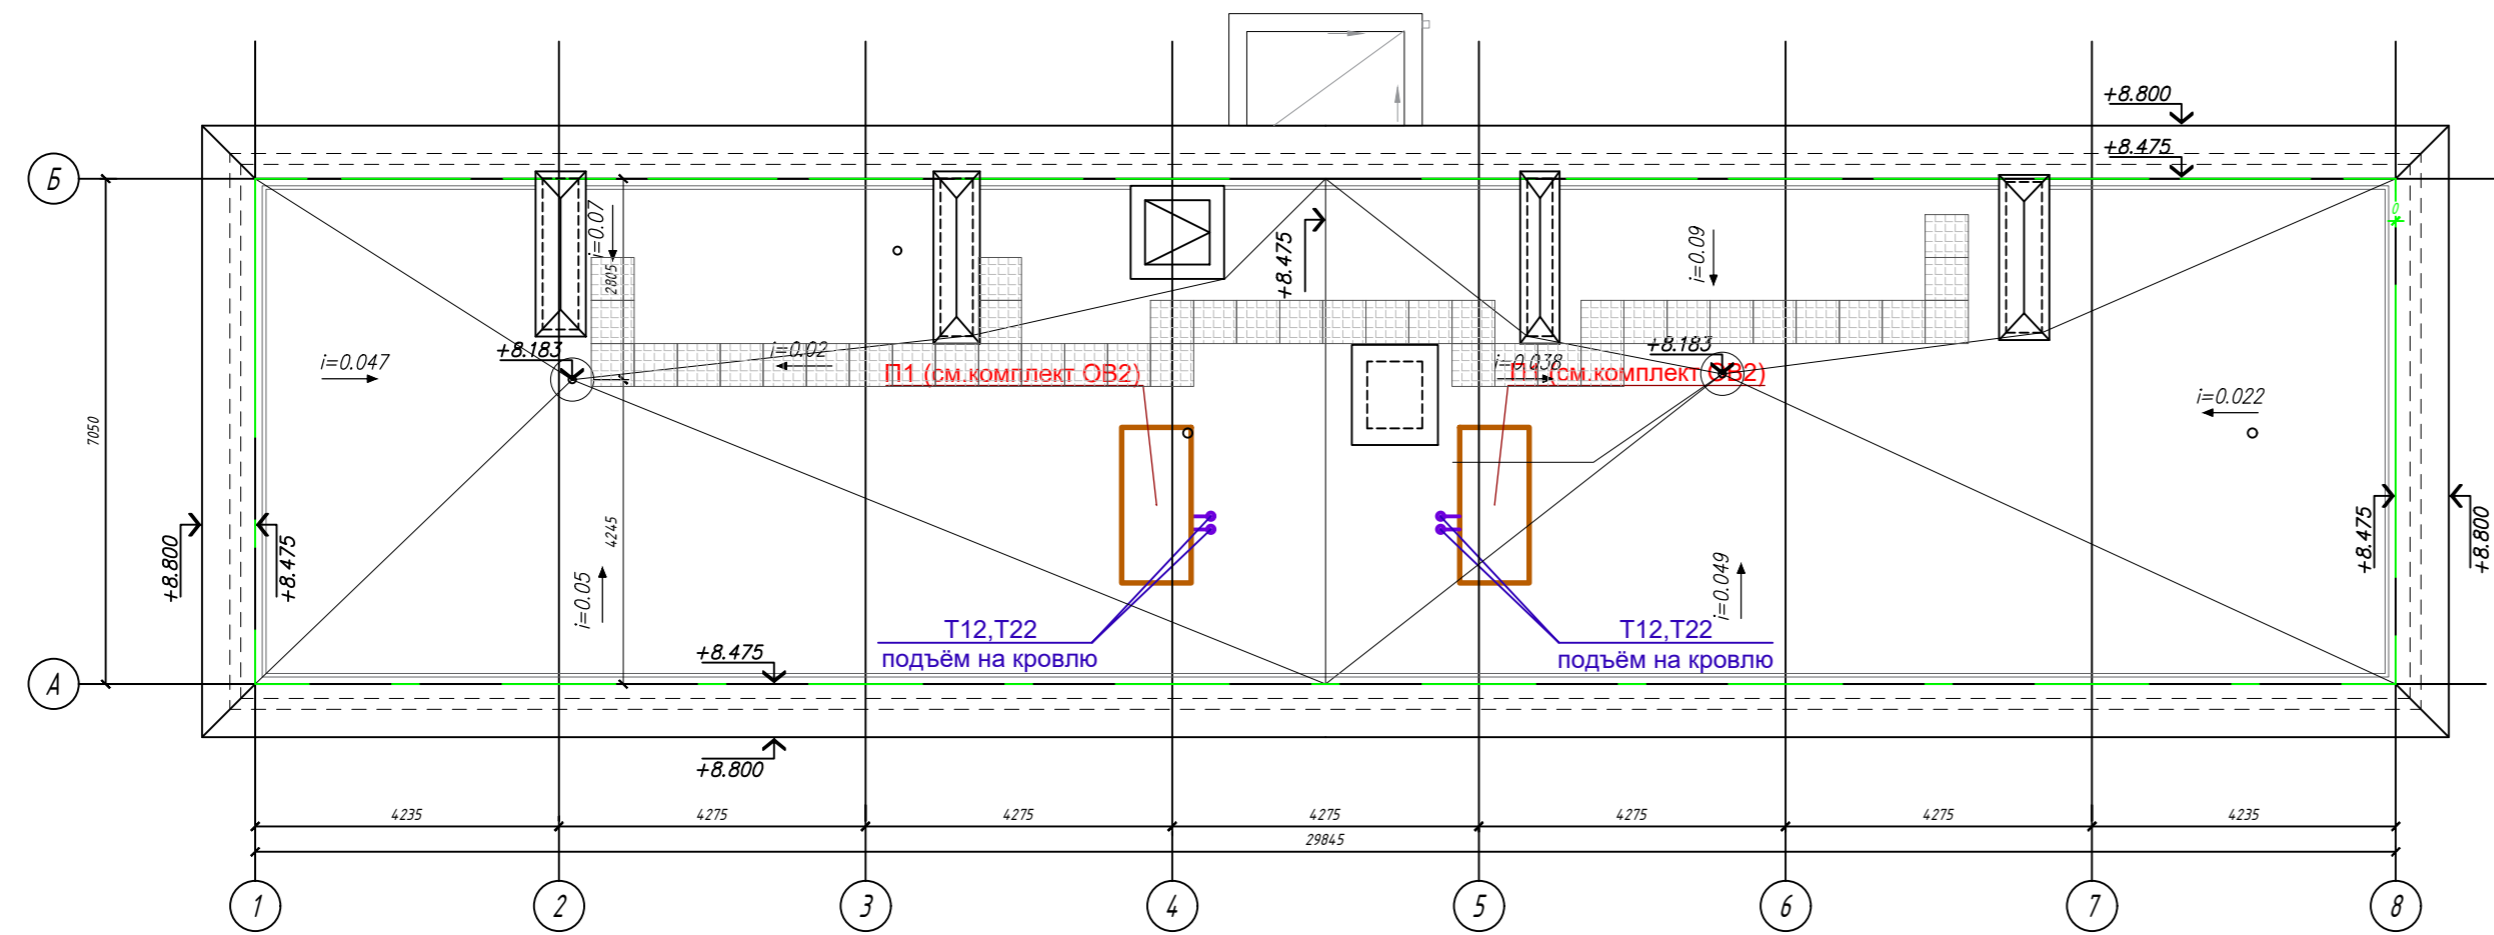 +8.800
+8.475
Б
i=0.07
2805
+8.475
i=0.09
0
+8.183
i=0.047
i=0.02
П1 (см.комплект ОВ2)
i=0.038
П1 (см.комплект ОВ2)
+8.183
i=0.022
7050
+8.800
+8.475
4245
i=0.05
i=0.049
+8.475
+8.800
Т12,Т22
подъём на кровлю
Т12,Т22
подъём на кровлю
+8.475
А
+8.800
4235
4275
4275
4275
4275
4275
4235
29845
1
2
3
4
5
6
7
8